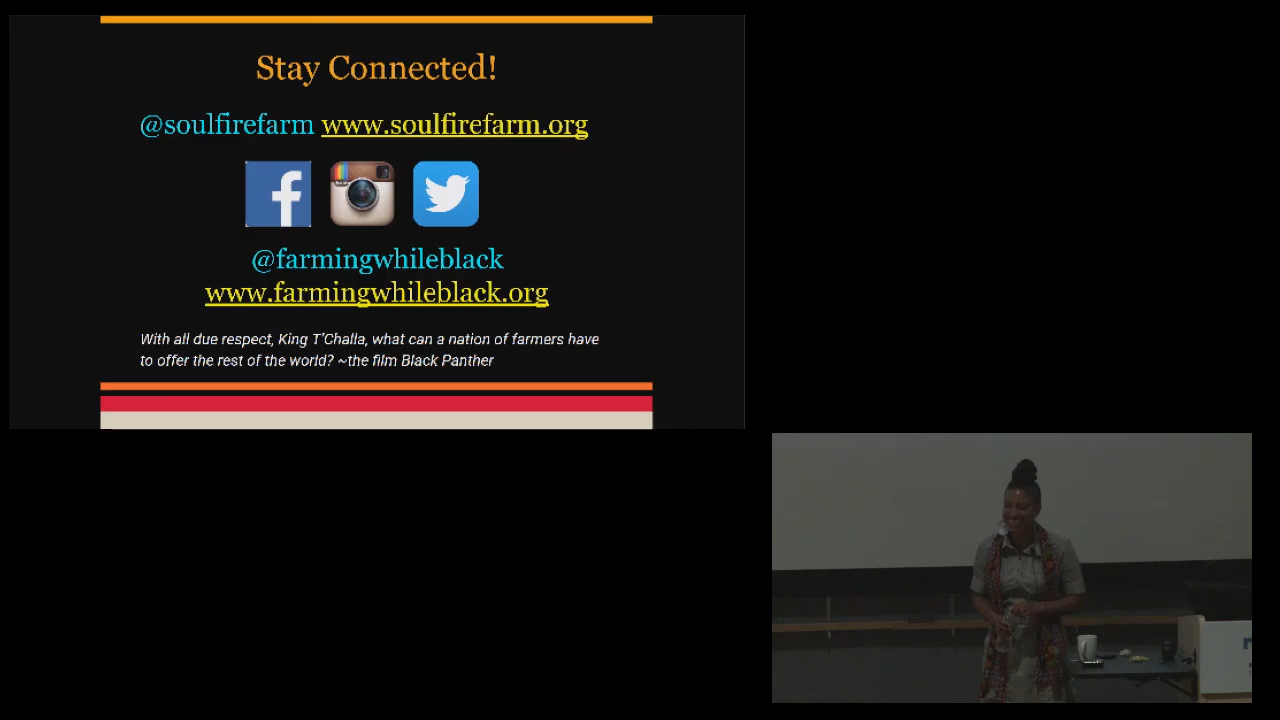 Stay Connected!
@soulfirefarm www.soulfirefarm.org
@farmingwhileblack
www.farmingwhileblack.org
With all due respect, King T'Challa, what can a nation of farmers have
to offer the rest of the world? ~the film Black Panther